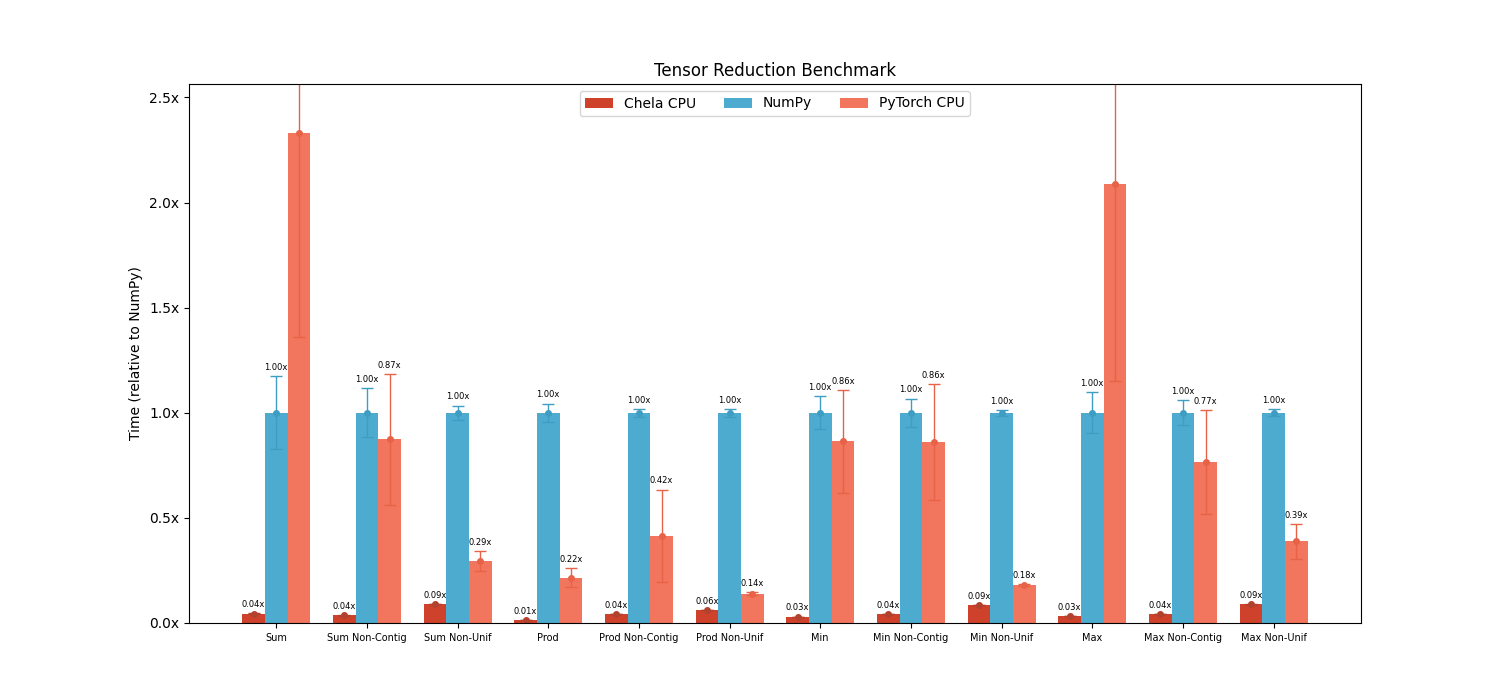 Tensor Reduction Benchmark
Chela CPU NumPy PyTorch CPU
Time (relative to NumPy)
2.5x
2.0x
1.5x
1.0x
0.5x
0.0x
0.04x 1.00x
0.04x 1.00x 0.87x
0.09x 1.00x 0.29x
0.01x 1.00x 0.22x
0.04x 1.00x 0.42x
0.06x 1.00x 0.14x
0.03x 1.00x 0.86x
0.04x 1.00x 0.86x
0.09x 1.00x 0.18x
0.03x 1.00x
0.04x 1.00x 0.77x
0.09x 1.00x 0.39x
Sum Sum Non-Contig Sum Non-Unif Prod Prod Non-Contig Prod Non-Unif Min Min Non-Contig Min Non-Unif Max Max Non-Contig Max Non-Unif